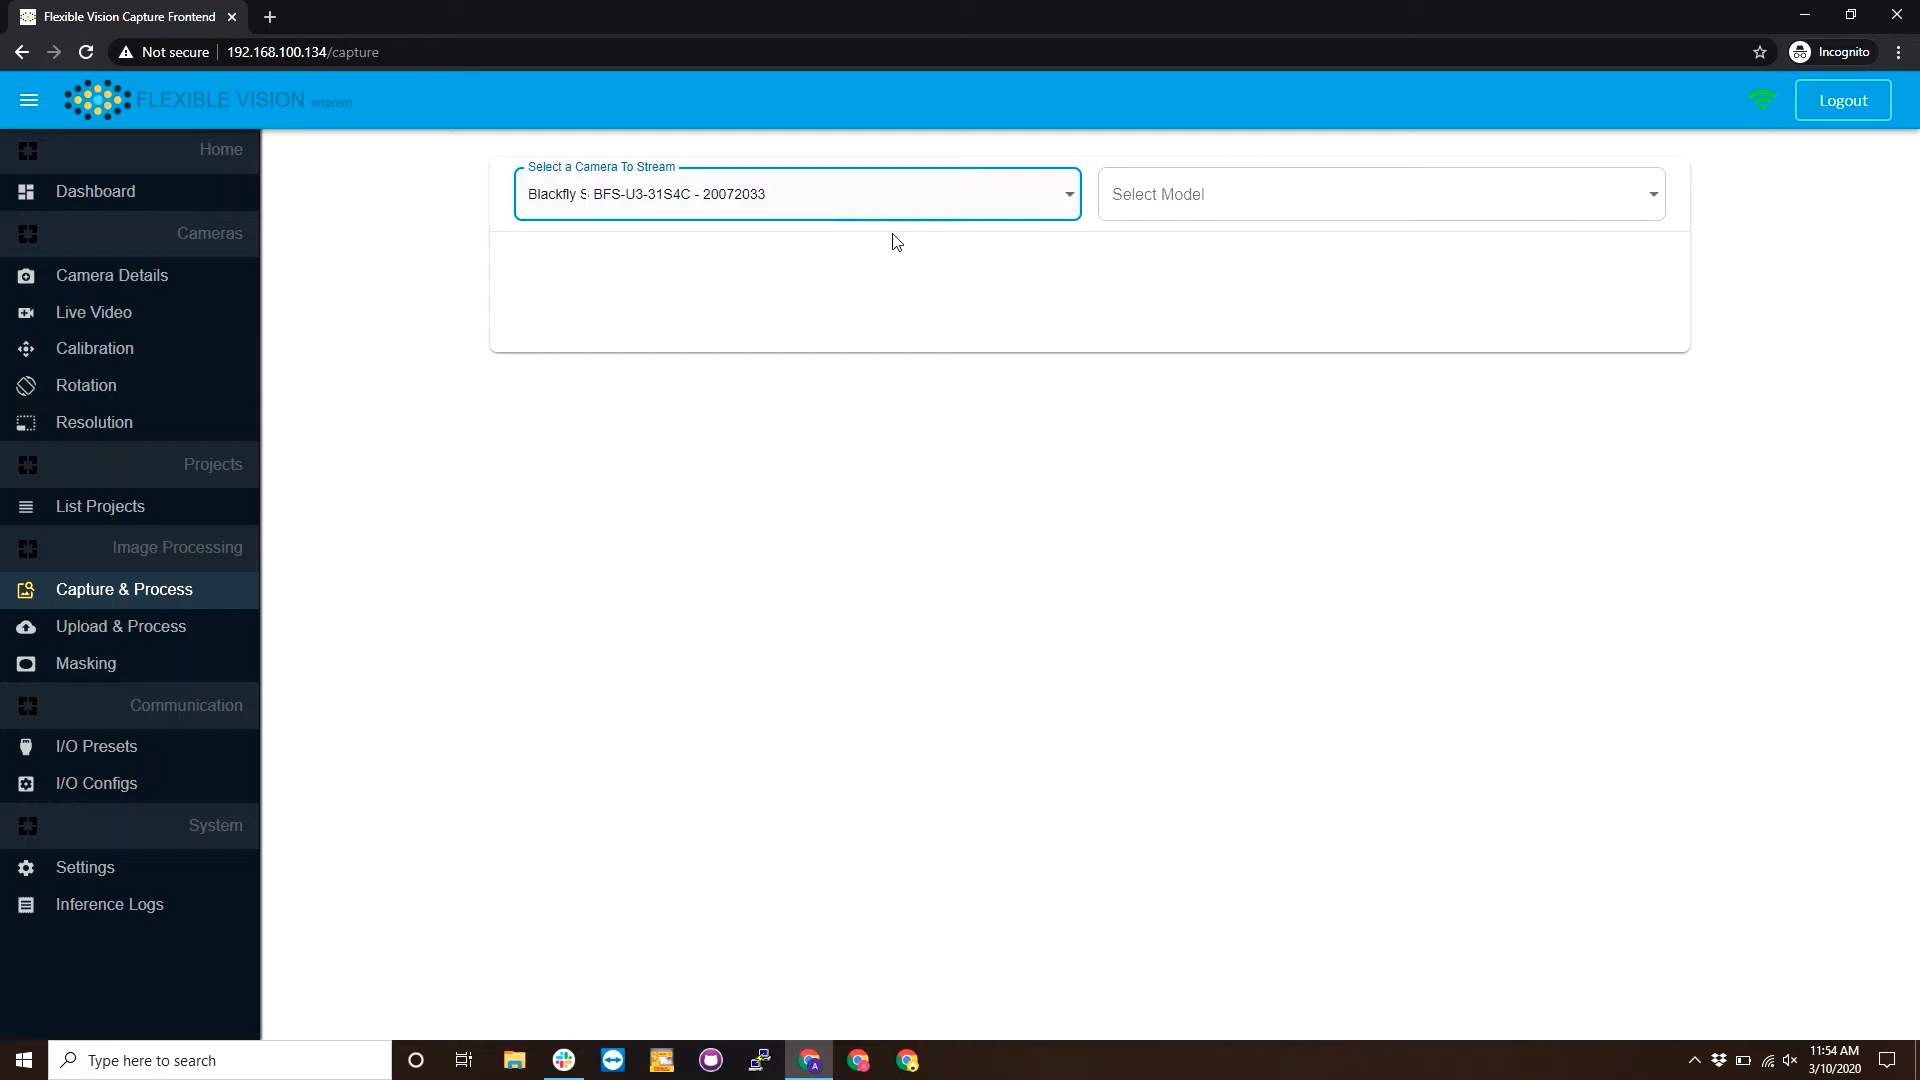 Flexible Vision Capture Frontend
Not secure 192.168.100.134/capture
Incognito
FLEXIBLE VISION onprem
Logout
Home
Dashboard
Cameras
Camera Details
Live Video
Calibration
Rotation
Resolution
Projects
List Projects
Image Processing
Capture & Process
Upload & Process
Masking
Communication
I/O Presets
I/O Configs
System
Settings
Inference Logs
Select a Camera To Stream
Blackfly S BFS-U3-31S4C - 20072033
Select Model
Type here to search
11:54 AM
3/10/2020